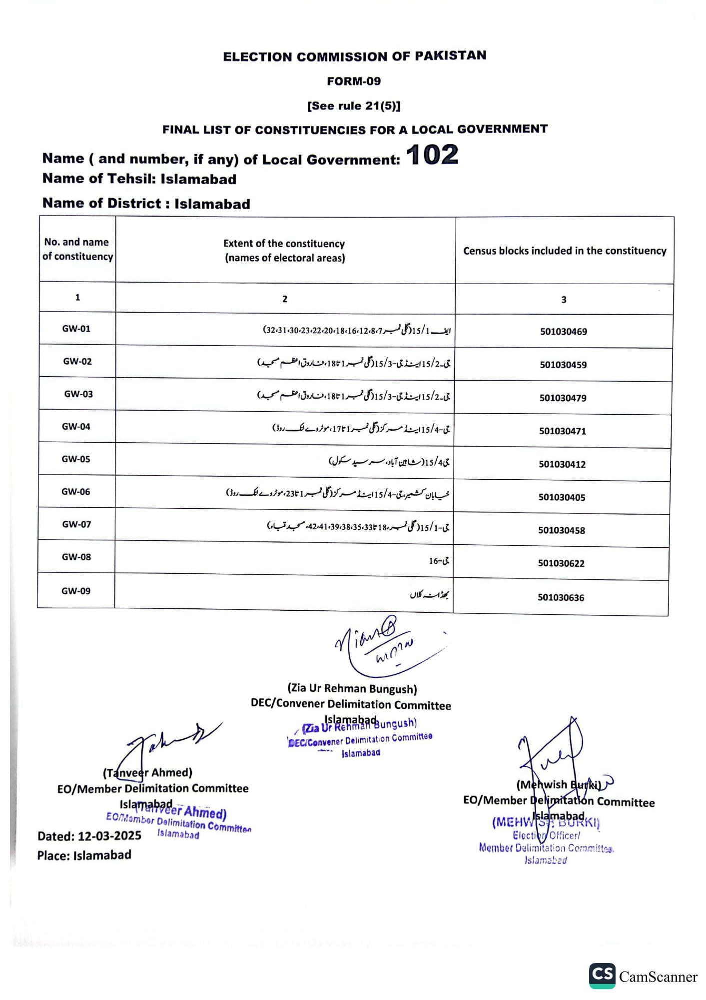 ELECTION COMMISSION OF PAKISTAN
FORM-09
[See rule 21(5)]
FINAL LIST OF CONSTITUENCIES FOR A LOCAL GOVERNMENT
Name ( and number, if any) of Local Government: 102
Name of Tehsil: Islamabad
Name of District : Islamabad
No. and name of constituency | Extent of the constituency (names of electoral areas) | Census blocks included in the constituency
1 | 2 | 3
GW-01 | ایف 15/1(گلی نمبر7،8،12،16،18،20،22،23،30،31،32) | 501030469
GW-02 | جی-15/2 اینڈ جی-15/3(گلی نمبر 1 تا 18، فاروق اعظم مسجد) | 501030459
GW-03 | جی-15/2 اینڈ جی-15/3(گلی نمبر 1 تا 18، فاروق اعظم مسجد) | 501030479
GW-04 | جی-15/4 اینڈ مرکز(گلی نمبر 1 تا 17، موٹروے لنک روڈ) | 501030471
GW-05 | جی 15/4(شاہین آباد، سر سید سکول) | 501030412
GW-06 | خیابان کشمیر، جی-15/4 اینڈ مرکز(گلی نمبر 1 تا 23، موٹروے لنک روڈ) | 501030405
GW-07 | جی-15/1(گلی نمبر، 18 تا 33،35،38،39،41،42، مسجد قباء) | 501030458
GW-08 | جی-16 | 501030622
GW-09 | بھڈانہ کلاں | 501030636
(Zia Ur Rehman Bungush)
DEC/Convener Delimitation Committee
Islamabad
(Zia Ur Rehman Bungush)
DEC/Convener Delimitation Committee
Islamabad
(Tanveer Ahmed)
EO/Member Delimitation Committee
Islamabad
(Tanveer Ahmed)
EO/Member Delimitation Committee
Islamabad
(Mehwish Burki)
EO/Member Delimitation Committee
Islamabad
(MEHWISH BURKI)
Election Officer/
Member Delimitation Committee.
Islamabad
Dated: 12-03-2025
Place: Islamabad
CS CamScanner